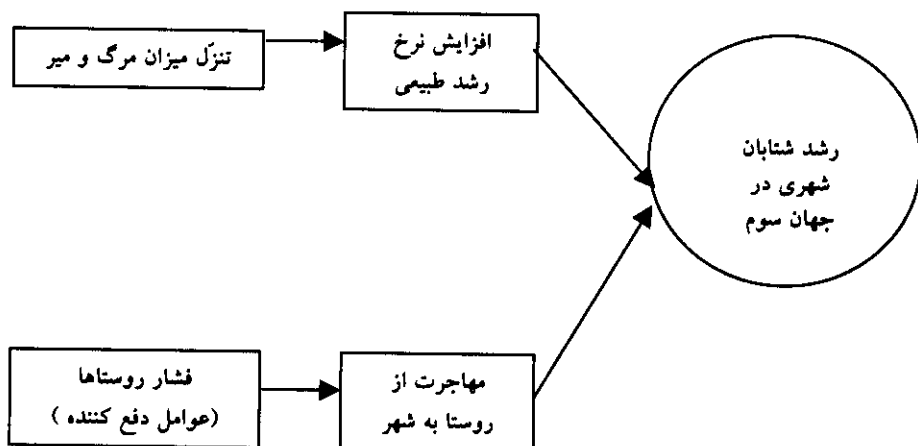 تنزّل میزان مرگ و میر
افزایش نرخ
رشد طبیعی
رشد شتابان
شهری در
جهان سوم
فشار روستاها
(عوامل دفع کننده )
مهاجرت از
روستا به شهر